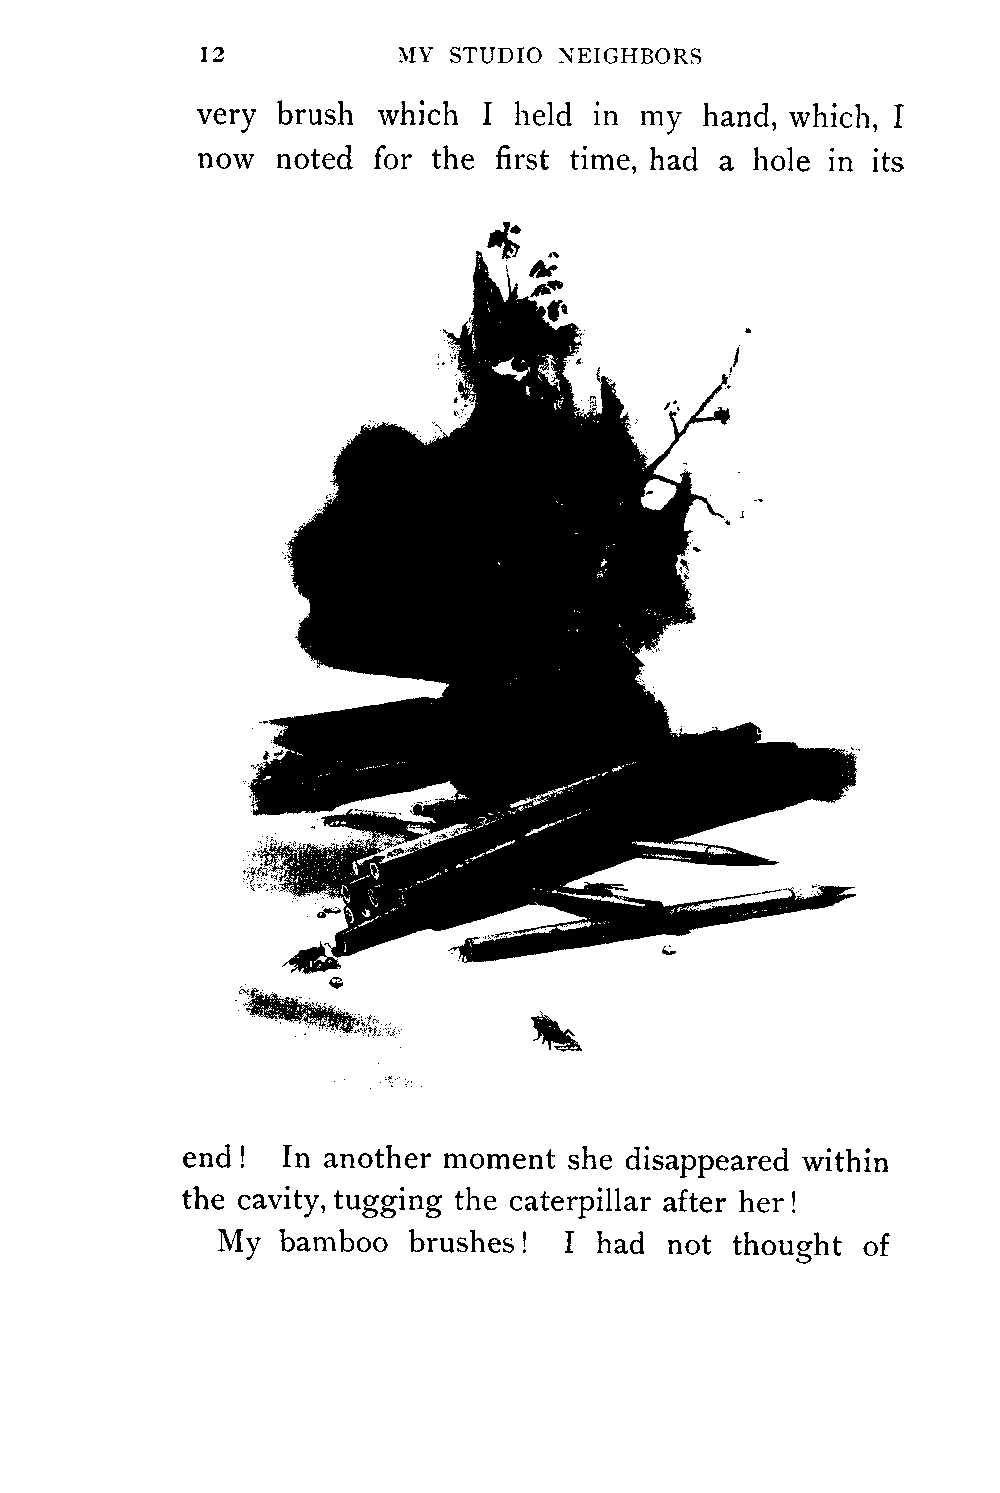 12 MY STUDIO NEIGHBORS
very brush which I held in my hand, which, I
now noted for the first time, had a hole in its
end! In another moment she disappeared within
the cavity, tugging the caterpillar after her!
My bamboo brushes! I had not thought of